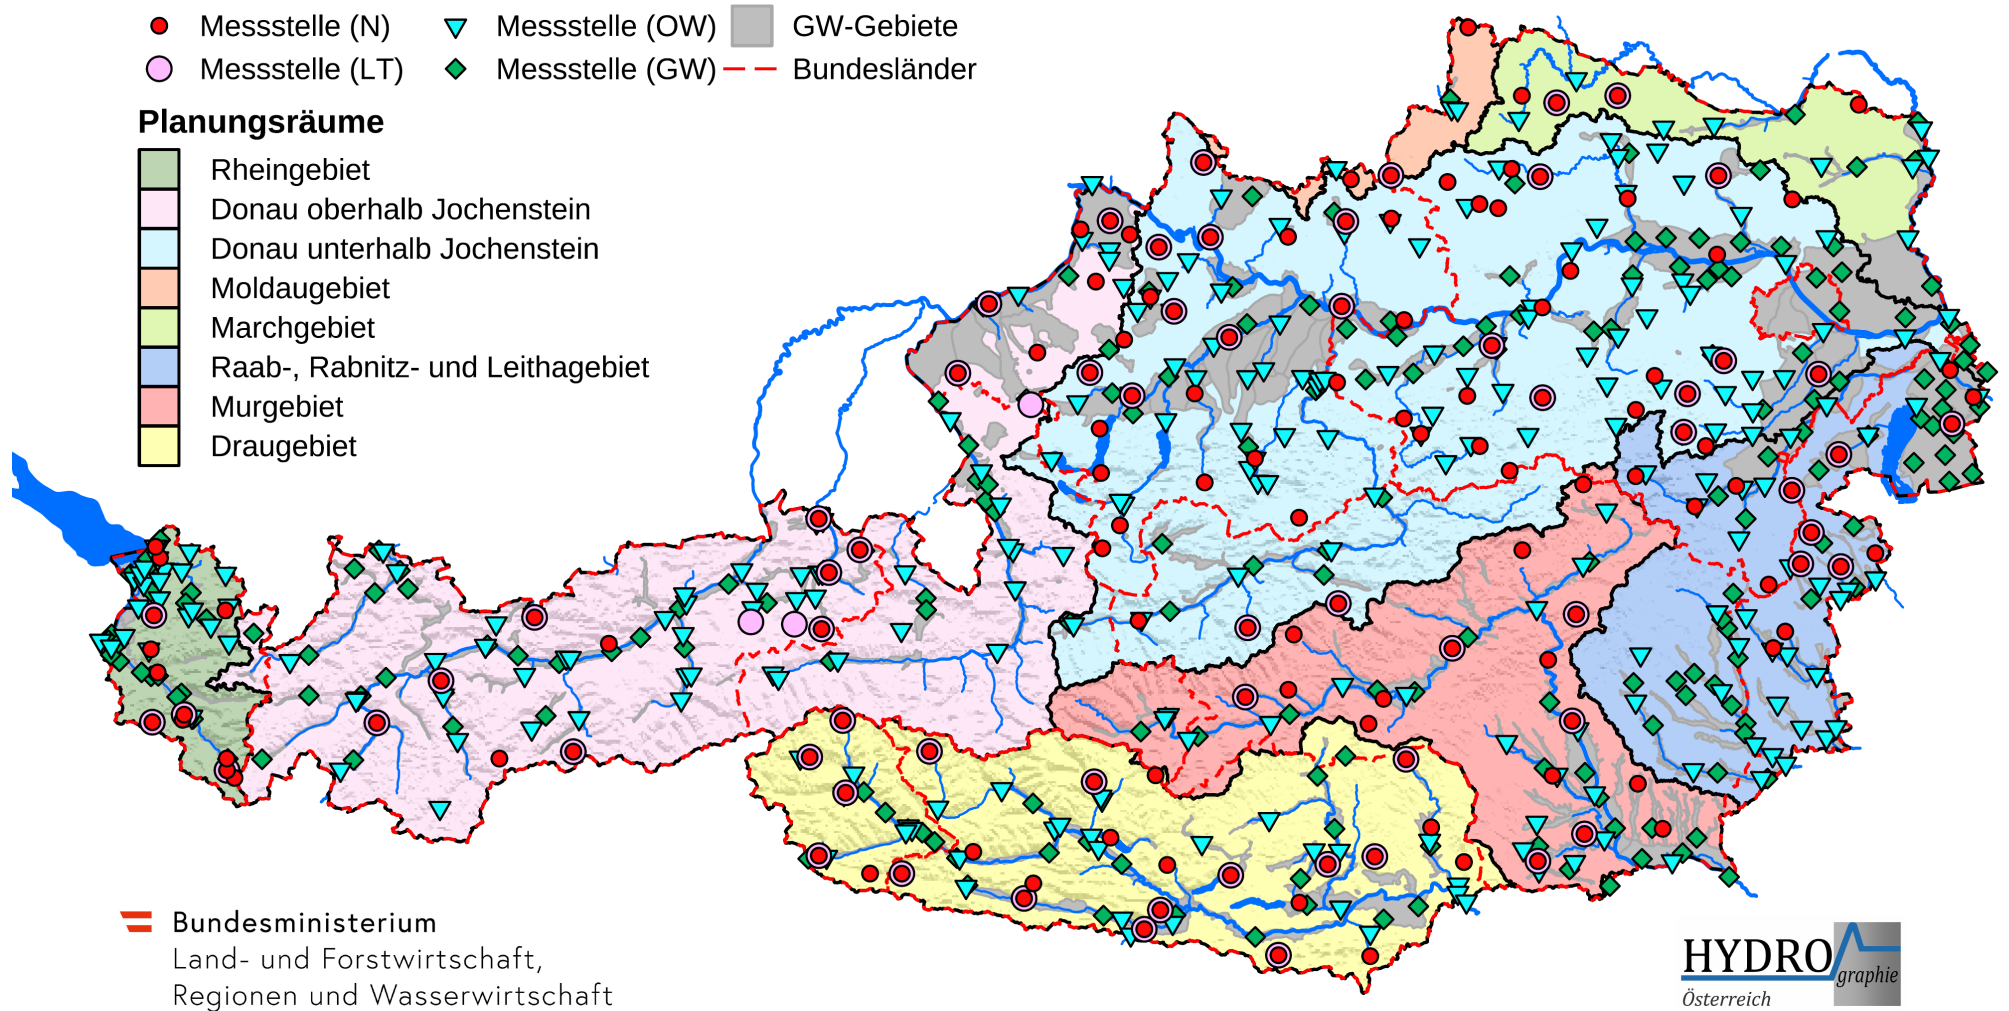 Messstelle (N)
Messstelle (OW)
GW-Gebiete
Messstelle (LT)
Messstelle (GW)
Bundesländer
Planungsräume
Rheingebiet
Donau oberhalb Jochenstein
Donau unterhalb Jochenstein
Moldaugebiet
Marchgebiet
Raab-, Rabnitz- und Leithagebiet
Murgebiet
Draugebiet
Bundesministerium
Land- und Forstwirtschaft,
Regionen und Wasserwirtschaft
HYDRO
graphie
Österreich